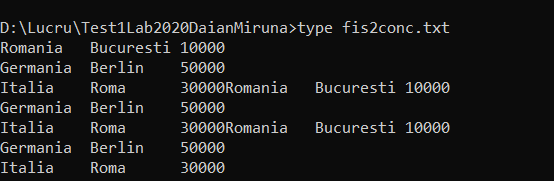 D:\Lucru\Test1Lab2020DaianMiruna>type fis2conc.txt
Romania   Bucuresti 10000
Germania  Berlin    50000
Italia    Roma      30000Romania   Bucuresti 10000
Germania  Berlin    50000
Italia    Roma      30000Romania   Bucuresti 10000
Germania  Berlin    50000
Italia    Roma      30000